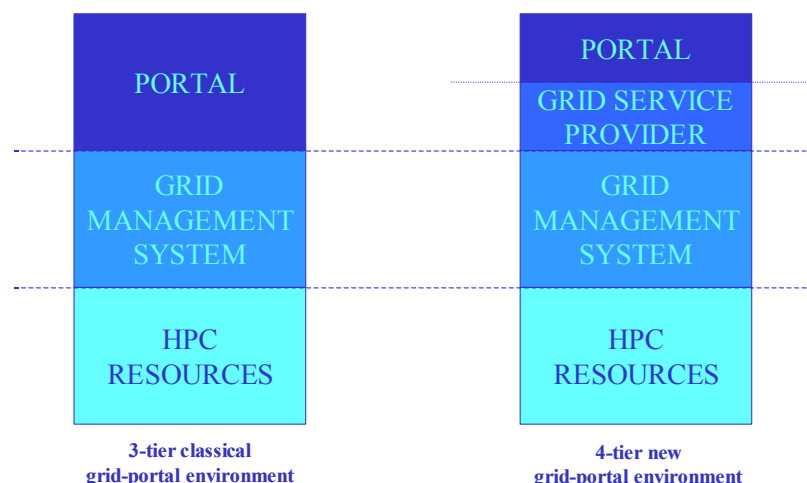 PORTAL
GRID
MANAGEMENT
SYSTEM
HPC
RESOURCES
3-tier classical
grid-portal environment
PORTAL
GRID SERVICE
PROVIDER
GRID
MANAGEMENT
SYSTEM
HPC
RESOURCES
4-tier new
grid-portal environment